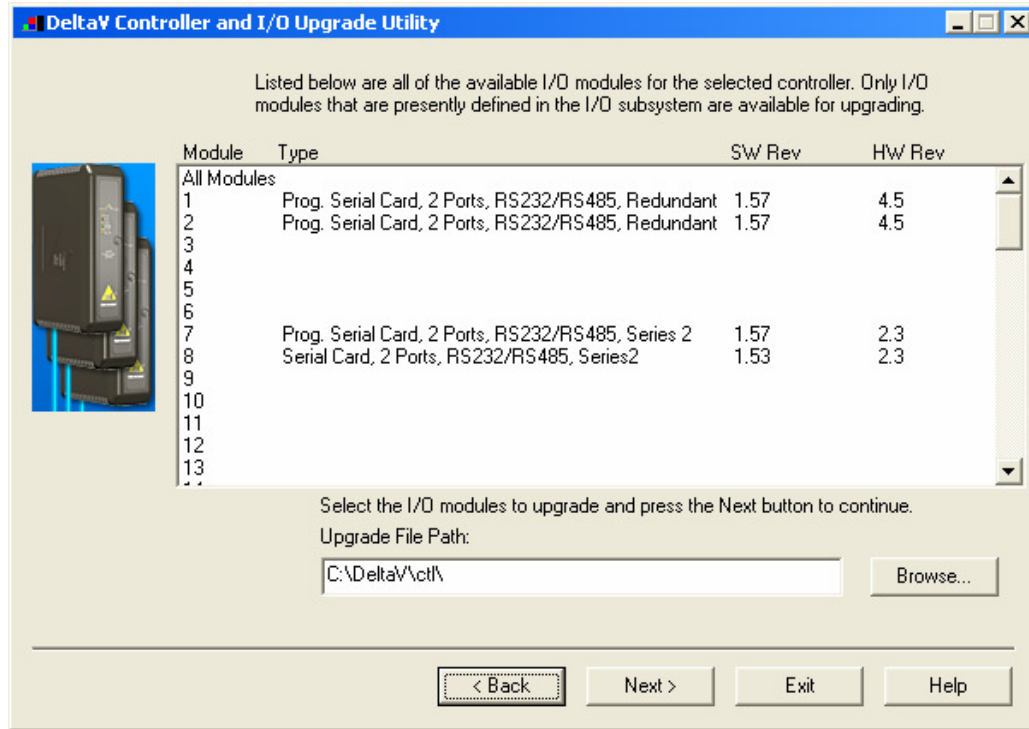 DeltaV Controller and I/O Upgrade Utility
Listed below are all of the available I/O modules for the selected controller. Only I/O
modules that are presently defined in the I/O subsystem are available for upgrading.
Module Type SW Rev HW Rev
All Modules
1 Prog. Serial Card, 2 Ports, RS232/RS485, Redundant 1.57 4.5
2 Prog. Serial Card, 2 Ports, RS232/RS485, Redundant 1.57 4.5
3
4
5
6
7 Prog. Serial Card, 2 Ports, RS232/RS485, Series 2 1.57 2.3
8 Serial Card, 2 Ports, RS232/RS485, Series2 1.53 2.3
9
10
11
12
13
Select the I/O modules to upgrade and press the Next button to continue.
Upgrade File Path:
C:\DeltaV\ctl\ Browse...
< Back Next > Exit Help